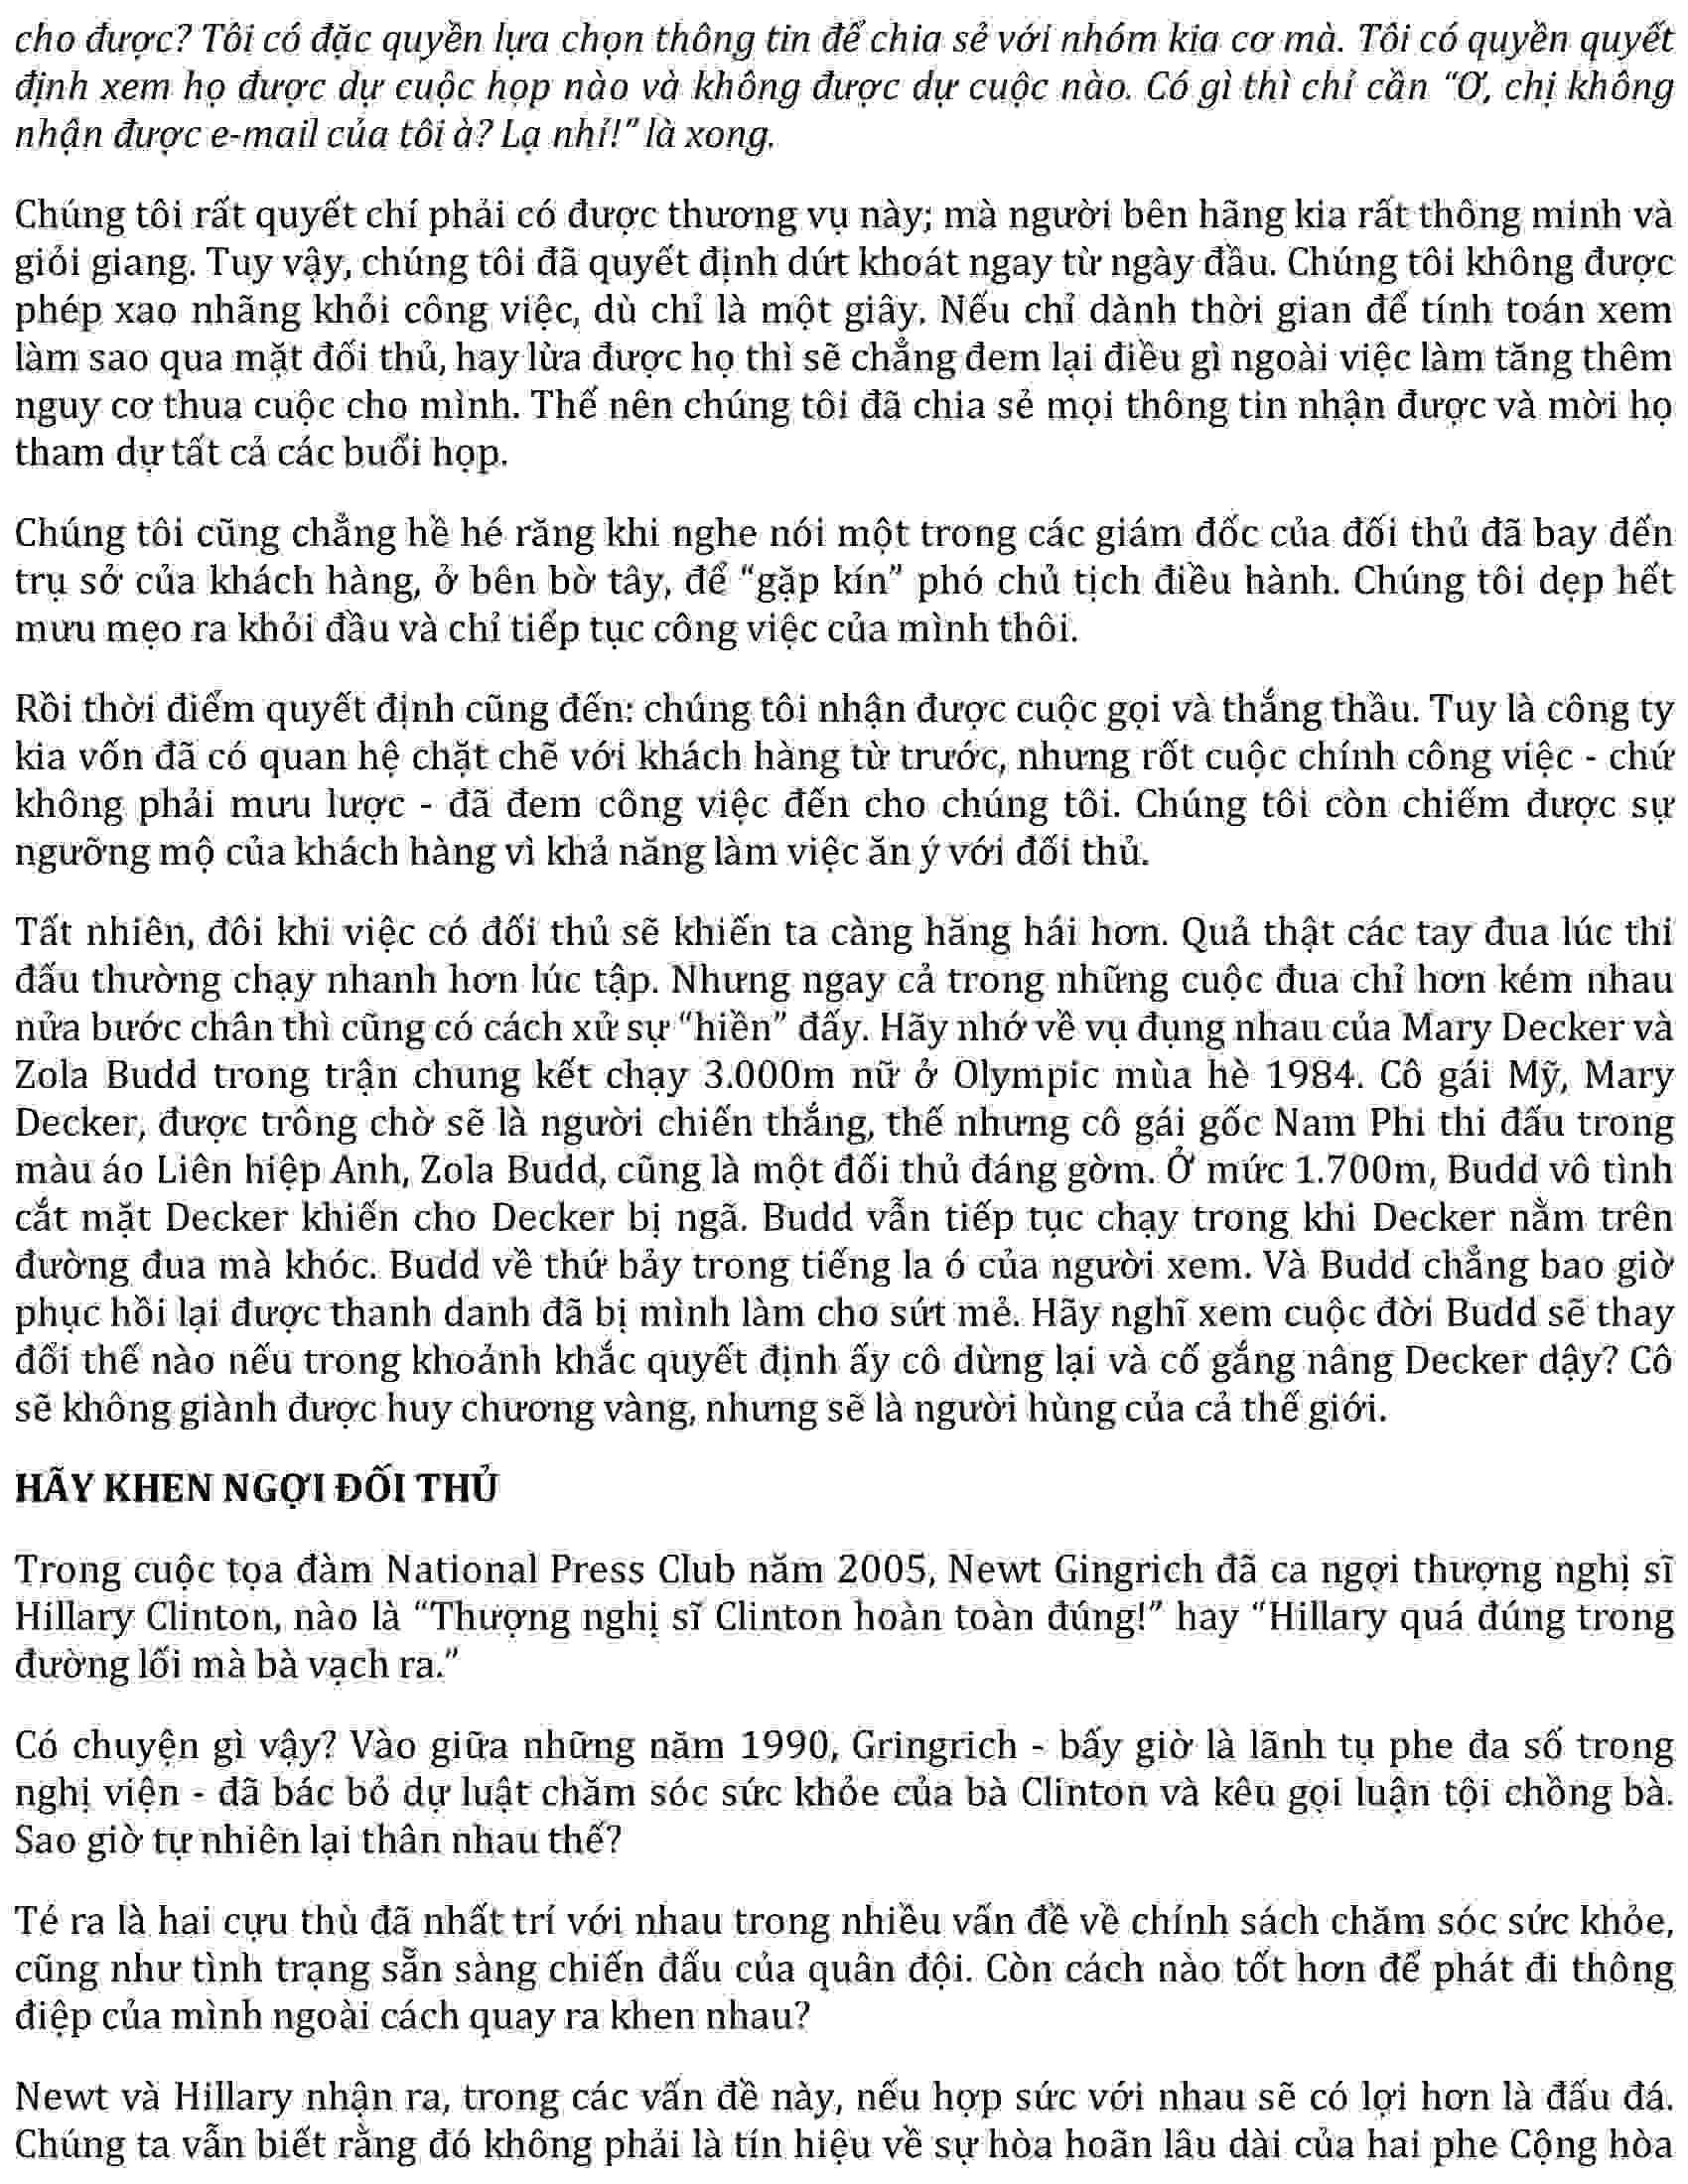 cho được? Tôi có đặc quyền lựa chọn thông tin để chia sẻ với nhóm kia cơ mà. Tôi có quyền quyết
định xem họ được dự cuộc họp nào và không được dự cuộc nào. Có gì thì chỉ cần “Ơ, chị không
nhận được e-mail của tôi à? Lạ nhỉ!” là xong.
Chúng tôi rất quyết chí phải có được thương vụ này; mà người bên hãng kia rất thông minh và
giỏi giang. Tuy vậy, chúng tôi đã quyết định dứt khoát ngay từ ngày đầu. Chúng tôi không được
phép xao nhãng khỏi công việc, dù chỉ là một giây. Nếu chỉ dành thời gian để tính toán xem
làm sao qua mặt đối thủ, hay lừa được họ thì sẽ chẳng đem lại điều gì ngoài việc làm tăng thêm
nguy cơ thua cuộc cho mình. Thế nên chúng tôi đã chia sẻ mọi thông tin nhận được và mời họ
tham dự tất cả các buổi họp.
Chúng tôi cũng chẳng hề hé răng khi nghe nói một trong các giám đốc của đối thủ đã bay đến
trụ sở của khách hàng, ở bên bờ tây, để “gặp kín” phó chủ tịch điều hành. Chúng tôi dẹp hết
mưu mẹo ra khỏi đầu và chỉ tiếp tục công việc của mình thôi.
Rồi thời điểm quyết định cũng đến: chúng tôi nhận được cuộc gọi và thắng thầu. Tuy là công ty
kia vốn đã có quan hệ chặt chẽ với khách hàng từ trước, nhưng rốt cuộc chính công việc - chứ
không phải mưu lược - đã đem công việc đến cho chúng tôi. Chúng tôi còn chiếm được sự
ngưỡng mộ của khách hàng vì khả năng làm việc ăn ý với đối thủ.
Tất nhiên, đôi khi việc có đối thủ sẽ khiến ta càng hăng hái hơn. Quả thật các tay đua lúc thi
đấu thường chạy nhanh hơn lúc tập. Nhưng ngay cả trong những cuộc đua chỉ hơn kém nhau
nửa bước chân thì cũng có cách xử sự “hiền” đấy. Hãy nhớ về vụ đụng nhau của Mary Decker và
Zola Budd trong trận chung kết chạy 3.000m nữ ở Olympic mùa hè 1984. Cô gái Mỹ, Mary
Decker, được trông chờ sẽ là người chiến thắng, thế nhưng cô gái gốc Nam Phi thi đấu trong
màu áo Liên hiệp Anh, Zola Budd, cũng là một đối thủ đáng gờm. Ở mức 1.700m, Budd vô tình
cắt mặt Decker khiến cho Decker bị ngã. Budd vẫn tiếp tục chạy trong khi Decker nằm trên
đường đua mà khóc. Budd về thứ bảy trong tiếng la ó của người xem. Và Budd chẳng bao giờ
phục hồi lại được thanh danh đã bị mình làm cho sứt mẻ. Hãy nghĩ xem cuộc đời Budd sẽ thay
đổi thế nào nếu trong khoảnh khắc quyết định ấy cô dừng lại và cố gắng nâng Decker dậy? Cô
sẽ không giành được huy chương vàng, nhưng sẽ là người hùng của cả thế giới.
HÃY KHEN NGỢI ĐỐI THỦ
Trong cuộc tọa đàm National Press Club năm 2005, Newt Gingrich đã ca ngợi thượng nghị sĩ
Hillary Clinton, nào là “Thượng nghị sĩ Clinton hoàn toàn đúng!” hay “Hillary quá đúng trong
đường lối mà bà vạch ra.”
Có chuyện gì vậy? Vào giữa những năm 1990, Gringrich - bấy giờ là lãnh tụ phe đa số trong
nghị viện - đã bác bỏ dự luật chăm sóc sức khỏe của bà Clinton và kêu gọi luận tội chồng bà.
Sao giờ tự nhiên lại thân nhau thế?
Té ra là hai cựu thù đã nhất trí với nhau trong nhiều vấn đề về chính sách chăm sóc sức khỏe,
cũng như tình trạng sẵn sàng chiến đấu của quân đội. Còn cách nào tốt hơn để phát đi thông
điệp của mình ngoài cách quay ra khen nhau?
Newt và Hillary nhận ra, trong các vấn đề này, nếu hợp sức với nhau sẽ có lợi hơn là đấu đá.
Chúng ta vẫn biết rằng đó không phải là tín hiệu về sự hòa hoãn lâu dài của hai phe Cộng hòa